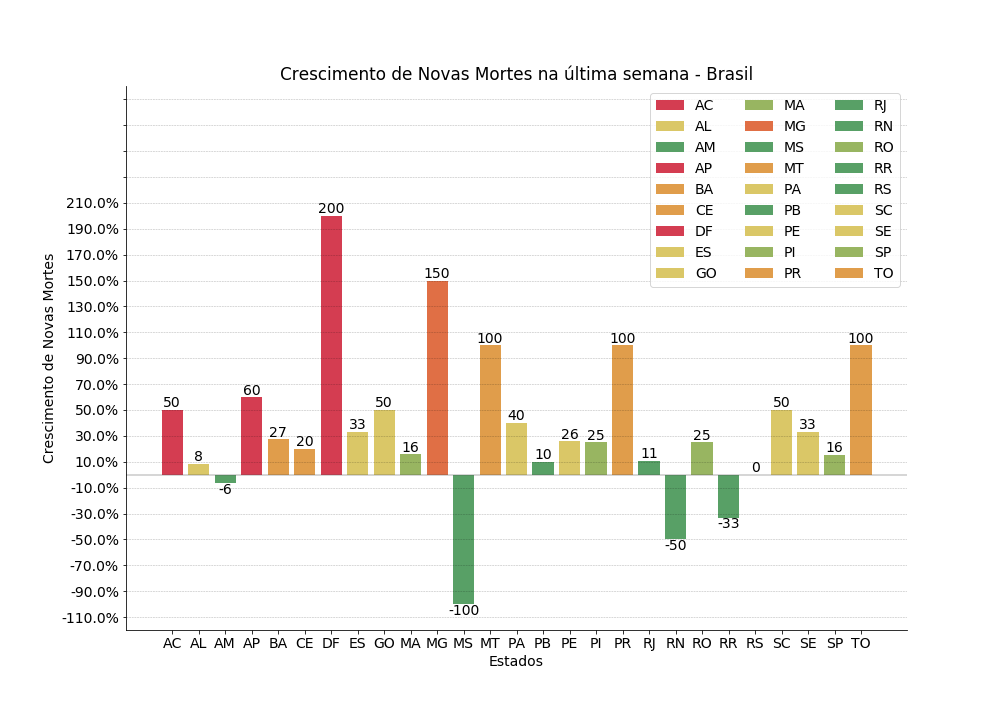 Crescimento de Novas Mortes na última semana - Brasil
AC MA RJ
AL MG RN
AM MS RO
AP MT RR
BA PA RS
CE PB SC
DF PE SE
ES PI SP
GO PR TO
Crescimento de Novas Mortes
210.0%
190.0%
170.0%
150.0%
130.0%
110.0%
90.0%
70.0%
50.0%
30.0%
10.0%
-10.0%
-30.0%
-50.0%
-70.0%
-90.0%
-110.0%
50 8 -6 60 27 20 200 33 50 16 150 -100 100 40 10 26 25 100 11 -50 25 -33 0 50 33 16 100
AC AL AM AP BA CE DF ES GO MA MG MS MT PA PB PE PI PR RJ RN RO RR RS SC SE SP TO
Estados